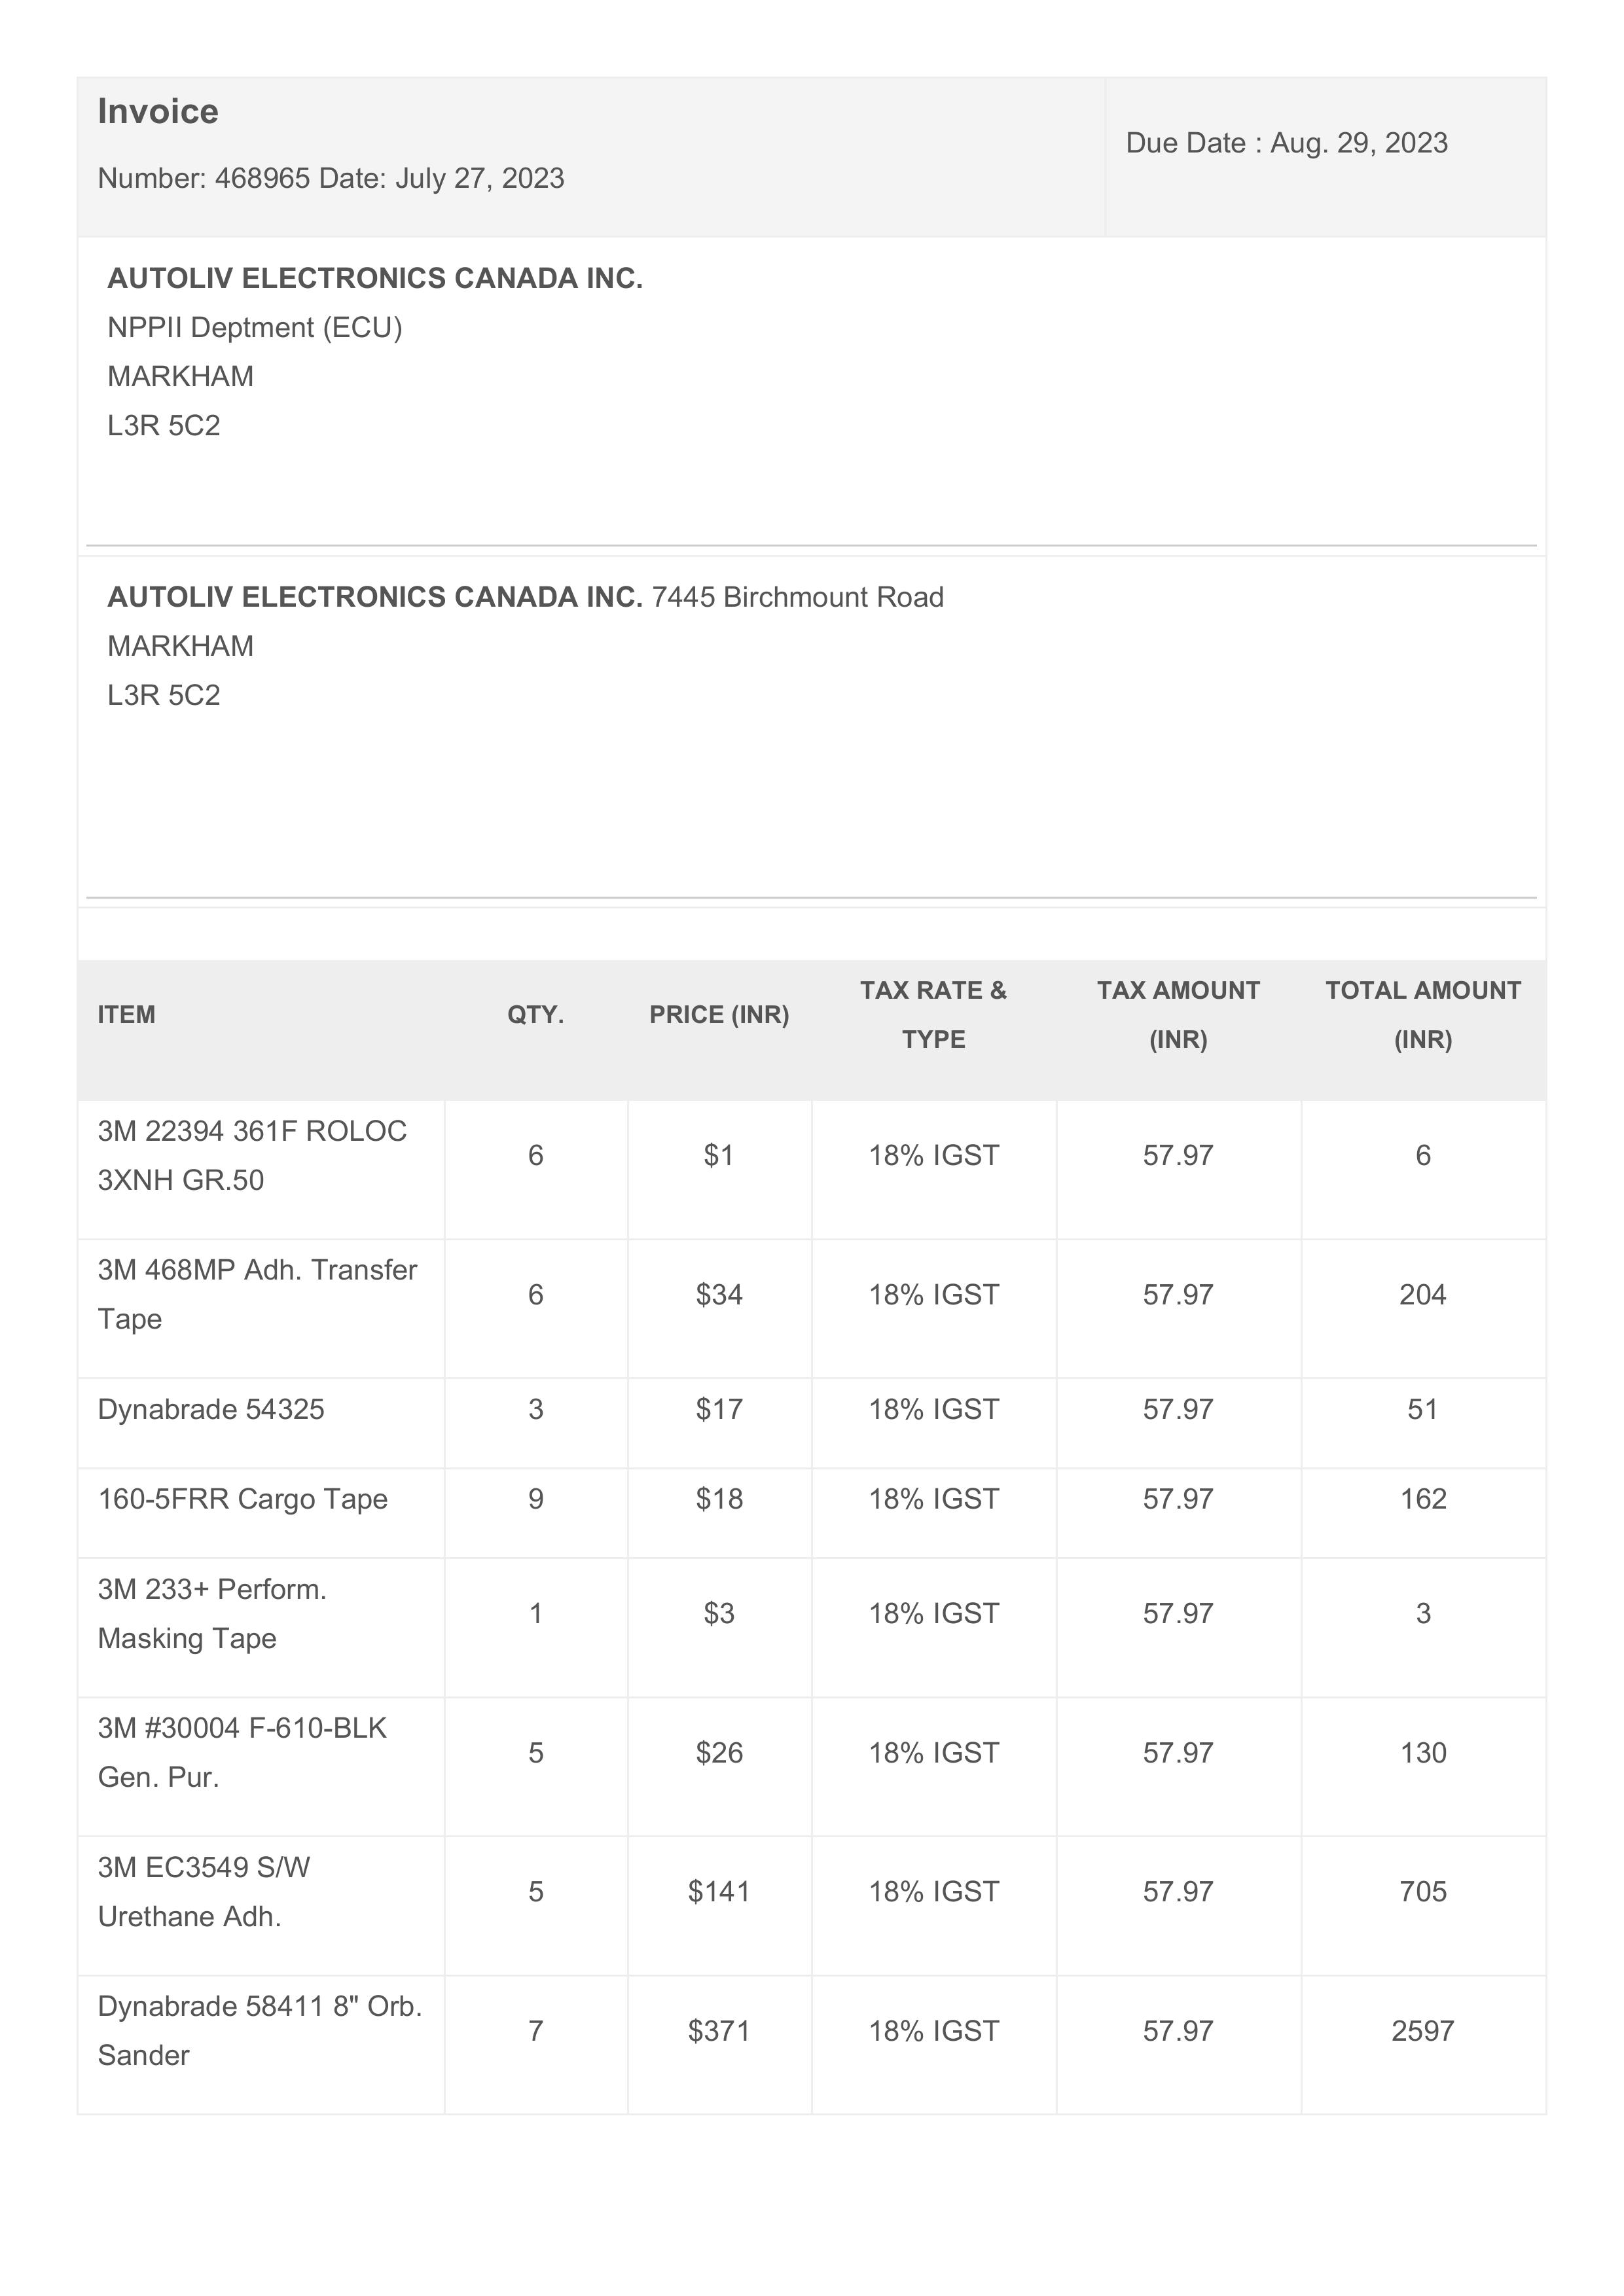 Invoice
Number: 468965 Date: July 27, 2023
Due Date : Aug. 29, 2023
AUTOLIV ELECTRONICS CANADA INC.
NPPII Deptment (ECU)
MARKHAM
L3R 5C2
AUTOLIV ELECTRONICS CANADA INC. 7445 Birchmount Road
MARKHAM
L3R 5C2
ITEM QTY. PRICE (INR) TAX RATE & TYPE TAX AMOUNT (INR) TOTAL AMOUNT (INR)
3M 22394 361F ROLOC
3XNH GR.50
6 $1 18% IGST 57.97 6
3M 468MP Adh. Transfer
Tape
6 $34 18% IGST 57.97 204
Dynabrade 54325 3 $17 18% IGST 57.97 51
160-5FRR Cargo Tape 9 $18 18% IGST 57.97 162
3M 233+ Perform.
Masking Tape
1 $3 18% IGST 57.97 3
3M #30004 F-610-BLK
Gen. Pur.
5 $26 18% IGST 57.97 130
3M EC3549 S/W
Urethane Adh.
5 $141 18% IGST 57.97 705
Dynabrade 58411 8" Orb.
Sander
7 $371 18% IGST 57.97 2597